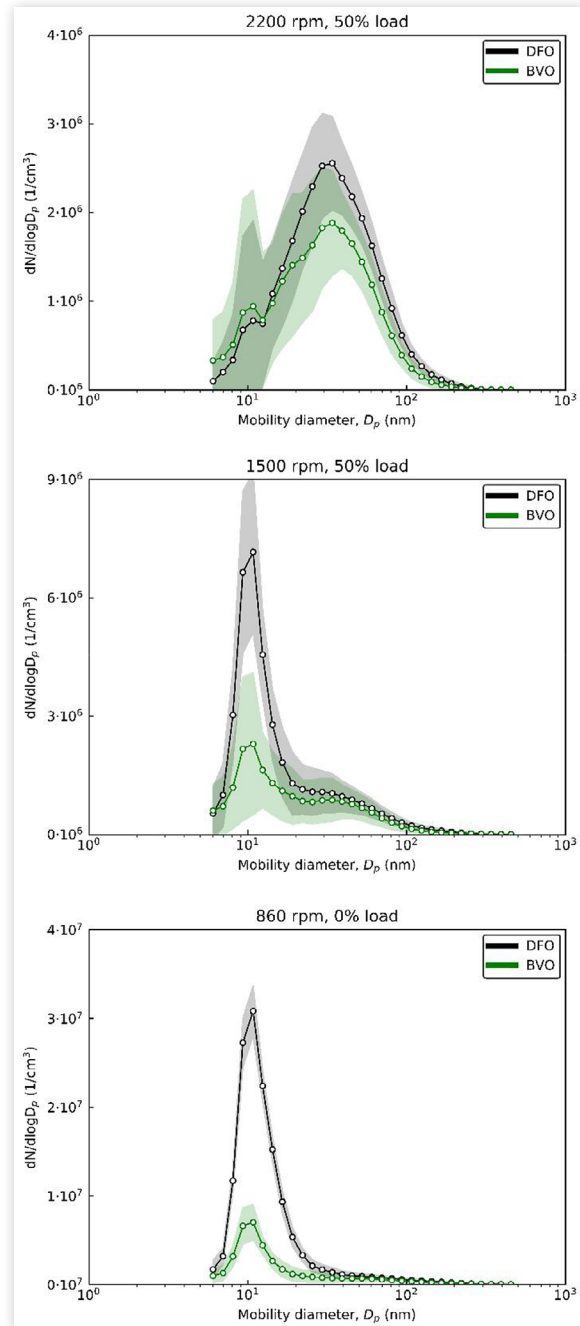 2200 rpm, 50% load
4·10⁶
3·10⁶
2·10⁶
1·10⁶
0·10⁶
dN/dlogDₚ (1/cm³)
DFO
BVO
10⁰
10¹
10²
10³
Mobility diameter, Dₚ (nm)
1500 rpm, 50% load
9·10⁶
6·10⁶
3·10⁶
0·10⁶
dN/dlogDₚ (1/cm³)
DFO
BVO
10⁰
10¹
10²
10³
Mobility diameter, Dₚ (nm)
860 rpm, 0% load
4·10⁷
3·10⁷
2·10⁷
1·10⁷
0·10⁷
dN/dlogDₚ (1/cm³)
DFO
BVO
10⁰
10¹
10²
10³
Mobility diameter, Dₚ (nm)